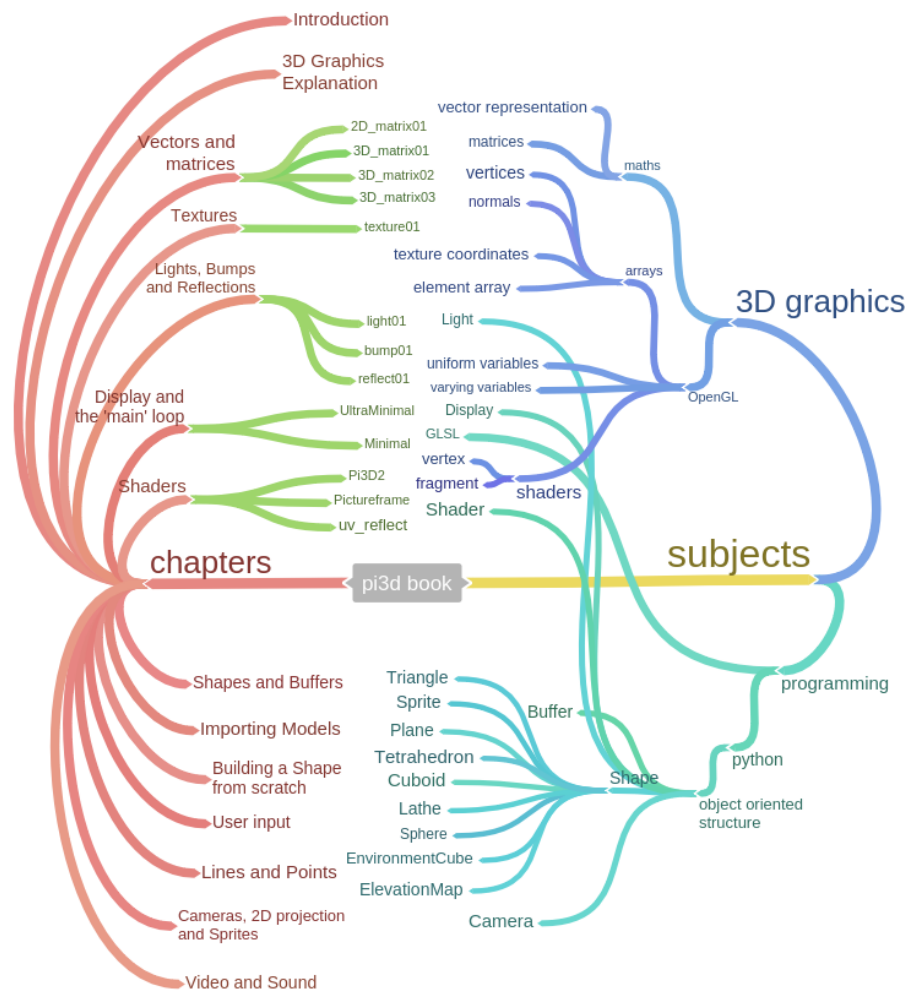 Introduction
3D Graphics
Explanation
Vectors and
matrices
2D_matrix01
3D_matrix01
3D_matrix02
3D_matrix03
Textures
texture01
Lights, Bumps
and Reflections
light01
bump01
reflect01
Display and
the 'main' loop
UltraMinimal
Minimal
Shaders
Pi3D2
Pictureframe
uv_reflect
chapters
pi3d book
Shapes and Buffers
Importing Models
Building a Shape
from scratch
User input
Lines and Points
Cameras, 2D projection
and Sprites
Video and Sound
subjects
3D graphics
maths
vector representation
matrices
OpenGL
arrays
vertices
normals
texture coordinates
element array
uniform variables
varying variables
shaders
vertex
fragment
programming
GLSL
python
object oriented
structure
Light
Display
Shader
Buffer
Shape
Triangle
Sprite
Plane
Tetrahedron
Cuboid
Lathe
Sphere
EnvironmentCube
ElevationMap
Camera